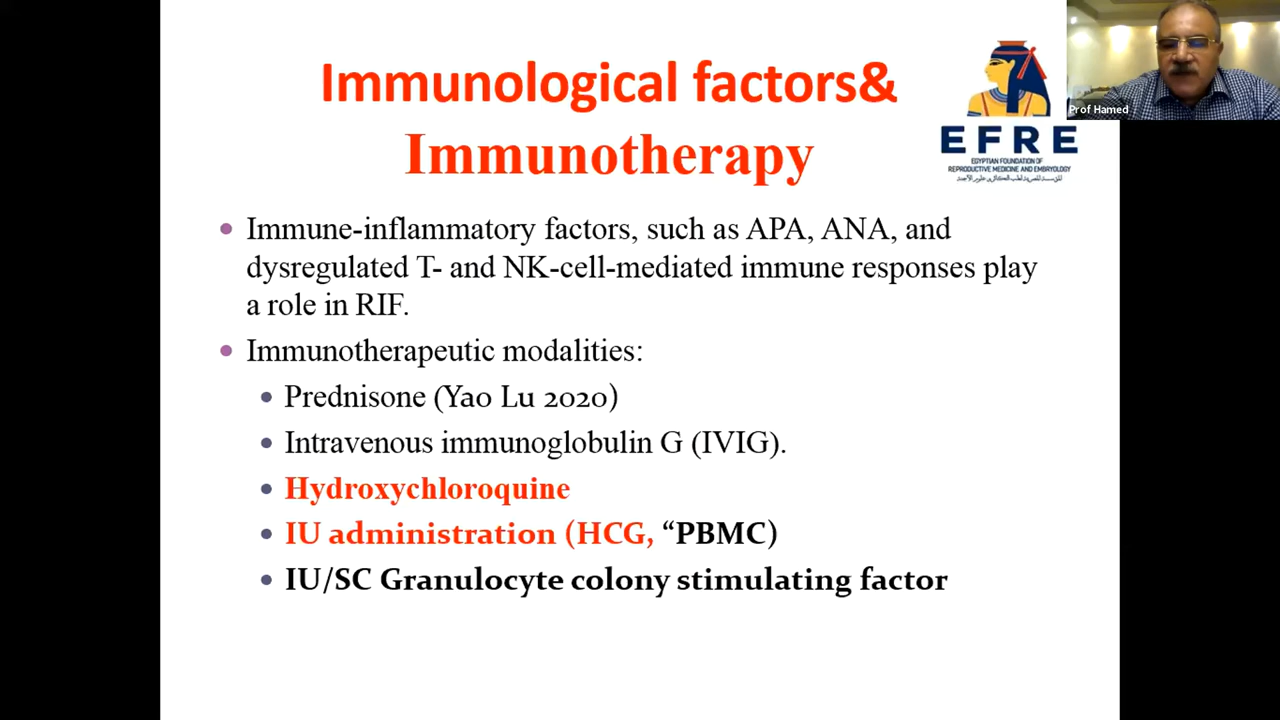 Immunological factors&
Immunotherapy
Prof Hamed
EFRE
EGYPTIAN FOUNDATION OF
REPRODUCTIVE MEDICINE AND EMBRYOLOGY
• Immune-inflammatory factors, such as APA, ANA, and
dysregulated T- and NK-cell-mediated immune responses play
a role in RIF.
• Immunotherapeutic modalities:
• Prednisone (Yao Lu 2020)
• Intravenous immunoglobulin G (IVIG).
• Hydroxychloroquine
• IU administration (HCG, “PBMC)
• IU/SC Granulocyte colony stimulating factor